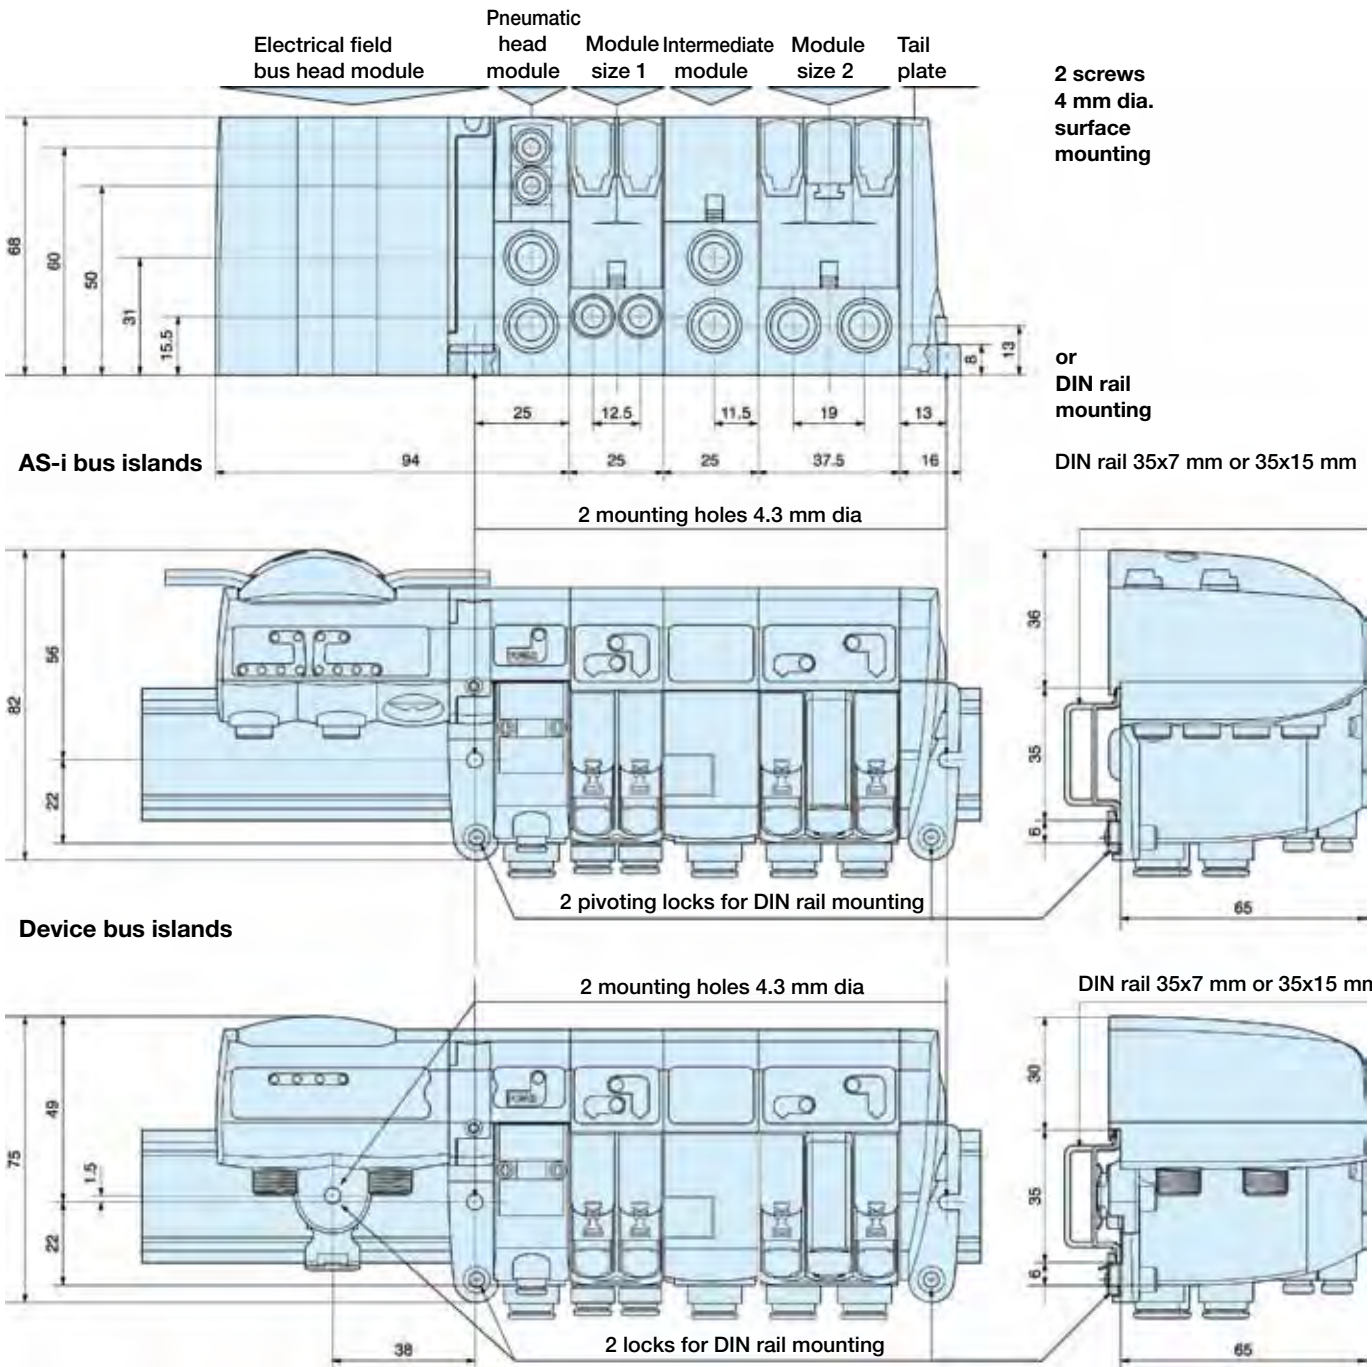 Pneumatic
Electrical field head Module Intermediate Module Tail
bus head module module size 1 module size 2 plate
2 screws
4 mm dia.
surface
mounting
68
60
50
31
15.5
8
13
or
DIN rail
mounting
25 12.5 11.5 19 13
AS-i bus islands
94 25 25 37.5 16
DIN rail 35x7 mm or 35x15 mm
2 mounting holes 4.3 mm dia
82
56
22
36
35
6
65
2 pivoting locks for DIN rail mounting
Device bus islands
2 mounting holes 4.3 mm dia
DIN rail 35x7 mm or 35x15 mm
75
49
1.5
22
30
35
6
2 locks for DIN rail mounting
38
65